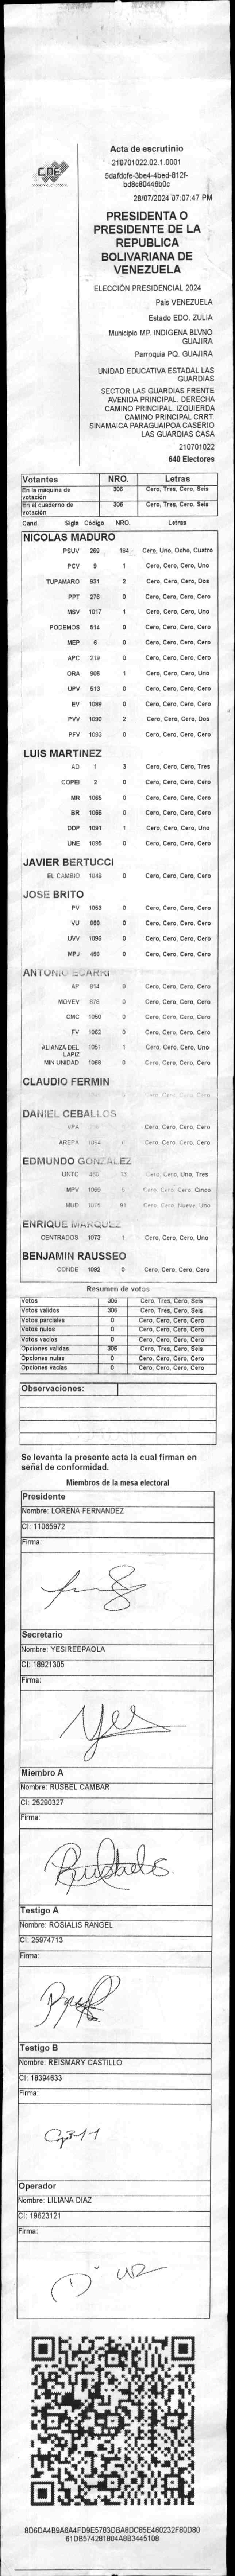 CNE
Acta de escrutinio
210701022.02.1.0001
5dafdcfe-3be4-4bed-812f-
bd8c80446b0c
28/07/2024 07:07:47 PM
PRESIDENTA O
PRESIDENTE DE LA
REPUBLICA
BOLIVARIANA DE
VENEZUELA
ELECCIÓN PRESIDENCIAL 2024
País VENEZUELA
Estado EDO. ZULIA
Municipio MP. INDIGENA BLVNO
GUAJIRA
Parroquia PQ. GUAJIRA
UNIDAD EDUCATIVA ESTADAL LAS
GUARDIAS
SECTOR LAS GUARDIAS FRENTE
AVENIDA PRINCIPAL. DERECHA
CAMINO PRINCIPAL. IZQUIERDA
CAMINO PRINCIPAL CRRT.
SINAMAICA PARAGUAIPOA CASERIO
LAS GUARDIAS CASA
210701022
640 Electores
Votantes NRO. Letras
En la máquina de votación 306 Cero, Tres, Cero, Seis
En el cuaderno de votación 306 Cero, Tres, Cero, Seis
Cand. Sigla Código NRO. Letras
NICOLAS MADURO
PSUV 269 184 Cero, Uno, Ocho, Cuatro
PCV 9 1 Cero, Cero, Cero, Uno
TUPAMARO 931 2 Cero, Cero, Cero, Dos
PPT 276 0 Cero, Cero, Cero, Cero
MSV 1017 1 Cero, Cero, Cero, Uno
PODEMOS 514 0 Cero, Cero, Cero, Cero
MEP 6 0 Cero, Cero, Cero, Cero
APC 219 0 Cero, Cero, Cero, Cero
ORA 906 1 Cero, Cero, Cero, Uno
UPV 513 0 Cero, Cero, Cero, Cero
EV 1089 0 Cero, Cero, Cero, Cero
PVV 1090 2 Cero, Cero, Cero, Dos
PFV 1093 0 Cero, Cero, Cero, Cero
LUIS MARTINEZ
AD 1 3 Cero, Cero, Cero, Tres
COPEI 2 0 Cero, Cero, Cero, Cero
MR 1065 0 Cero, Cero, Cero, Cero
BR 1066 0 Cero, Cero, Cero, Cero
DDP 1091 1 Cero, Cero, Cero, Uno
UNE 1095 0 Cero, Cero, Cero, Cero
JAVIER BERTUCCI
EL CAMBIO 1048 0 Cero, Cero, Cero, Cero
JOSE BRITO
PV 1053 0 Cero, Cero, Cero, Cero
VU 988 0 Cero, Cero, Cero, Cero
UVV 1096 0 Cero, Cero, Cero, Cero
MPJ 458 0 Cero, Cero, Cero, Cero
ANTONIO ECARRI
AP 814 0 Cero, Cero, Cero, Cero
MOVEV 878 0 Cero, Cero, Cero, Cero
CMC 1050 0 Cero, Cero, Cero, Cero
FV 1062 0 Cero, Cero, Cero, Cero
ALIANZA DEL LAPIZ 1051 1 Cero, Cero, Cero, Uno
MIN UNIDAD 1068 0 Cero, Cero, Cero, Cero
CLAUDIO FERMIN
Cero, Cero, Cero
DANIEL CEBALLOS
VPA Cero, Cero, Cero, Cero
AREPA 1084 0 Cero, Cero, Cero, Cero
EDMUNDO GONZALEZ
UNTC 13 Cero, Cero, Uno, Tres
MPV 1069 5 Cero, Cero, Cero, Cinco
MUD 1075 91 Cero, Cero, Nueve, Uno
ENRIQUE MARQUEZ
CENTRADOS 1073 1 Cero, Cero, Cero, Uno
BENJAMIN RAUSSEO
CONDE 1092 0 Cero, Cero, Cero, Cero
Resumen de votos
Votos 306 Cero, Tres, Cero, Seis
Votos validos 306 Cero, Tres, Cero, Seis
Votos parciales 0 Cero, Cero, Cero, Cero
Votos nulos 0 Cero, Cero, Cero, Cero
Votos vacios 0 Cero, Cero, Cero, Cero
Opciones validas 306 Cero, Tres, Cero, Seis
Opciones nulas 0 Cero, Cero, Cero, Cero
Opciones vacias 0 Cero, Cero, Cero, Cero
Observaciones:
Se levanta la presente acta la cual firman en
señal de conformidad.
Miembros de la mesa electoral
Presidente
Nombre: LORENA FERNANDEZ
CI: 11065972
Firma:
Secretario
Nombre: YESIREEPAOLA
CI: 18921305
Firma:
Yes
Miembro A
Nombre: RUSBEL CAMBAR
CI: 25290327
Firma:
Testigo A
Nombre: ROSIALIS RANGEL
CI: 25974713
Firma:
Testigo B
Nombre: REISMARY CASTILLO
CI: 18394633
Firma:
Operador
Nombre: LILIANA DIAZ
CI: 19623121
Firma:
8D6DA4B9A6A4FD9E5783DBA8DC85E460232F80D80
61DB574281804A8B3445108